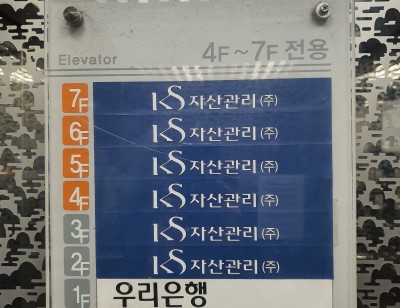 Elevator 4F~7F 전용
7F KS 자산관리 (주)
6F KS 자산관리 (주)
5F KS 자산관리 (주)
4F KS 자산관리 (주)
3F KS 자산관리 (주)
2F KS 자산관리 (주)
1F 우리은행